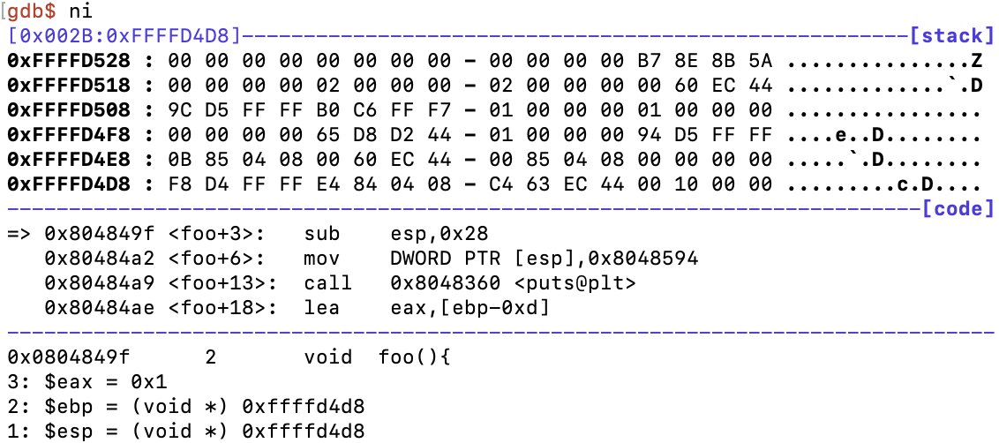 gdb$ ni
[0x002B:0xFFFFD4D8]------------------------------------------------------[stack]
0xFFFFD528 : 00 00 00 00 00 00 00 00 - 00 00 00 00 B7 8E 8B 5A ...............Z
0xFFFFD518 : 00 00 00 00 02 00 00 00 - 02 00 00 00 00 60 EC 44 .............`.D
0xFFFFD508 : 9C D5 FF FF B0 C6 FF F7 - 01 00 00 00 01 00 00 00 ................
0xFFFFD4F8 : 00 00 00 00 65 D8 D2 44 - 01 00 00 00 94 D5 FF FF ....e..D........
0xFFFFD4E8 : 0B 85 04 08 00 60 EC 44 - 00 85 04 08 00 00 00 00 .....`.D........
0xFFFFD4D8 : F8 D4 FF FF E4 84 04 08 - C4 63 EC 44 00 10 00 00 .........c.D....
--------------------------------------------------------------------------[code]
=> 0x804849f <foo+3>:   sub    esp,0x28
   0x80484a2 <foo+6>:   mov    DWORD PTR [esp],0x8048594
   0x80484a9 <foo+13>:  call   0x8048360 <puts@plt>
   0x80484ae <foo+18>:  lea    eax,[ebp-0xd]
--------------------------------------------------------------------------------
0x0804849f      2       void  foo(){
3: $eax = 0x1
2: $ebp = (void *) 0xffffd4d8
1: $esp = (void *) 0xffffd4d8